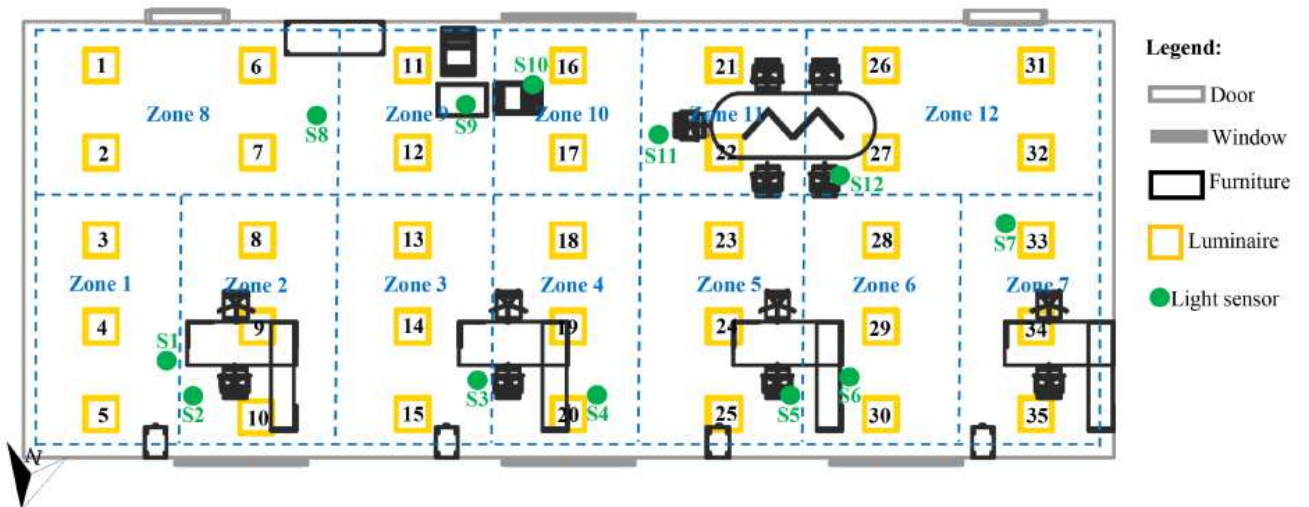 1 6 11 16 21 26 31
S10
Zone 8 S8 Zone 9 S9 Zone 10 Zone 11 Zone 12
S11
2 7 12 17 22 27 32
S12
S7
3 8 13 18 23 28 33
Zone 1 Zone 2 Zone 3 Zone 4 Zone 5 Zone 6 Zone 7
4 9 14 19 24 29 34
S1
S2 S3 S4 S5 S6
5 10 15 20 25 30 35
N
Legend:
Door
Window
Furniture
Luminaire
Light sensor